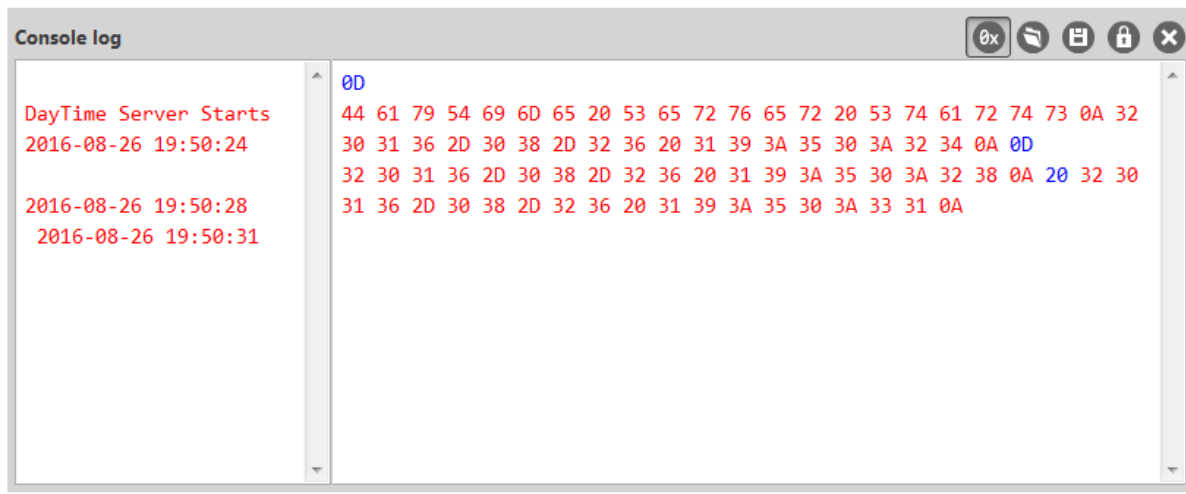 Console log
0x
DayTime Server Starts
2016-08-26 19:50:24
2016-08-26 19:50:28
2016-08-26 19:50:31
0D
44 61 79 54 69 6D 65 20 53 65 72 76 65 72 20 53 74 61 72 74 73 0A 32
30 31 36 2D 30 38 2D 32 36 20 31 39 3A 35 30 3A 32 34 0A 0D
32 30 31 36 2D 30 38 2D 32 36 20 31 39 3A 35 30 3A 32 38 0A 20 32 30
31 36 2D 30 38 2D 32 36 20 31 39 3A 35 30 3A 33 31 0A